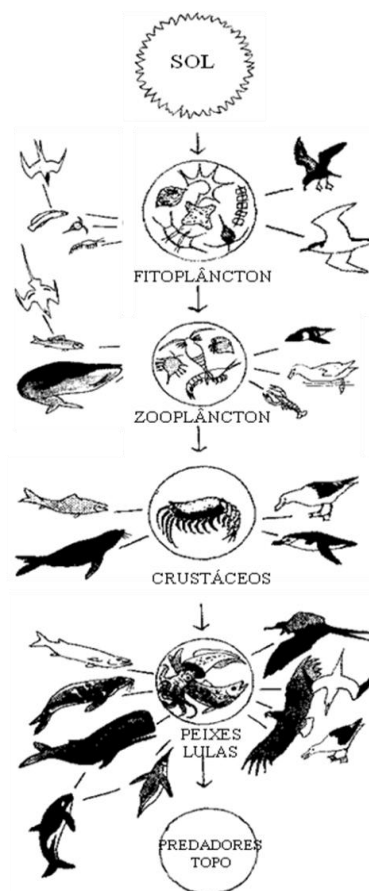 SOL
FITOPLÂNCTON
ZOOPLÂNCTON
CRUSTÁCEOS
PEIXES
LULAS
PREDADORES
TOPO